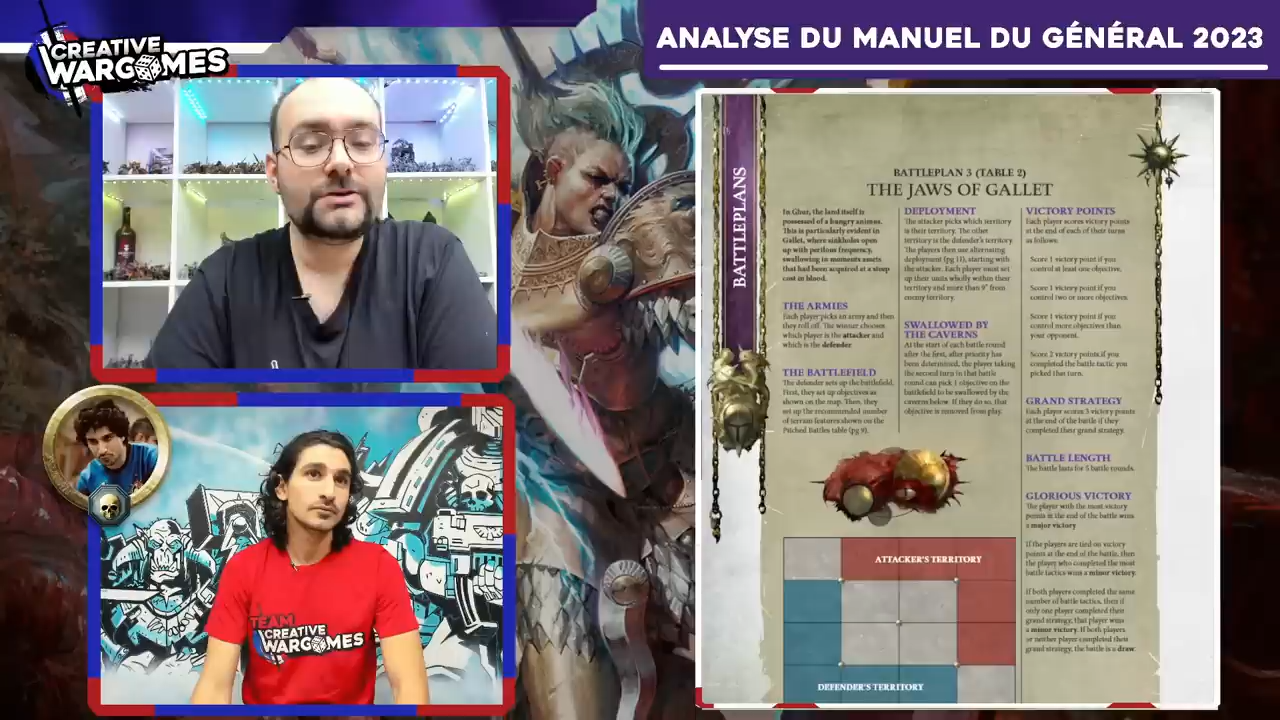 CREATIVE
WARGAMES
ANALYSE DU MANUEL DU GÉNÉRAL 2023
BATTLEPLANS
BATTLEPLAN 3 (TABLE 2)
THE JAWS OF GALLET
In Ghur, the land itself is
possessed of a hungry animus.
This is particularly evident in
Gallet, where sinkholes open
up with perilous frequency,
swallowing in moments assets
that had been acquired at a steep
cost in blood.
THE ARMIES
Each player picks an army and then
they roll off. The winner chooses
which player is the attacker and
which is the defender.
THE BATTLEFIELD
The defender sets up the battlefield.
First, they set up objectives as
shown on the map. Then, they
set up the recommended number
of terrain features shown on the
Pitched Battles table (pg 9).
DEPLOYMENT
The attacker picks which territory
is their territory. The other
territory is the defender's territory.
The players then use alternating
deployment (pg 11), starting with
the attacker. Each player must set
up their units wholly within their
territory and more than 9" from
enemy territory.
SWALLOWED BY
THE CAVERNS
At the start of each battle round
after the first, after priority has
been determined, the player taking
the second turn in that battle
round can pick 1 objective on the
battlefield to be swallowed by the
caverns below. If they do so, that
objective is removed from play.
VICTORY POINTS
Each player scores victory points
at the end of each of their turns
as follows:
Score 1 victory point if you
control at least one objective.
Score 1 victory point if you
control two or more objectives.
Score 1 victory point if you
control more objectives than
your opponent.
Score 2 victory points if you
completed the battle tactic you
picked that turn.
GRAND STRATEGY
Each player scores 3 victory points
at the end of the battle if they
completed their grand strategy.
BATTLE LENGTH
The battle lasts for 5 battle rounds.
GLORIOUS VICTORY
The player with the most victory
points at the end of the battle wins
a major victory.
If the players are tied on victory
points at the end of the battle, then
the player who completed the most
battle tactics wins a minor victory.
If both players completed the same
number of battle tactics, then if
only one player completed their
grand strategy, that player wins
a minor victory. If both players
or neither player completed their
grand strategy, the battle is a draw.
ATTACKER'S TERRITORY
DEFENDER'S TERRITORY
TEAM
CREATIVE
WARGAMES